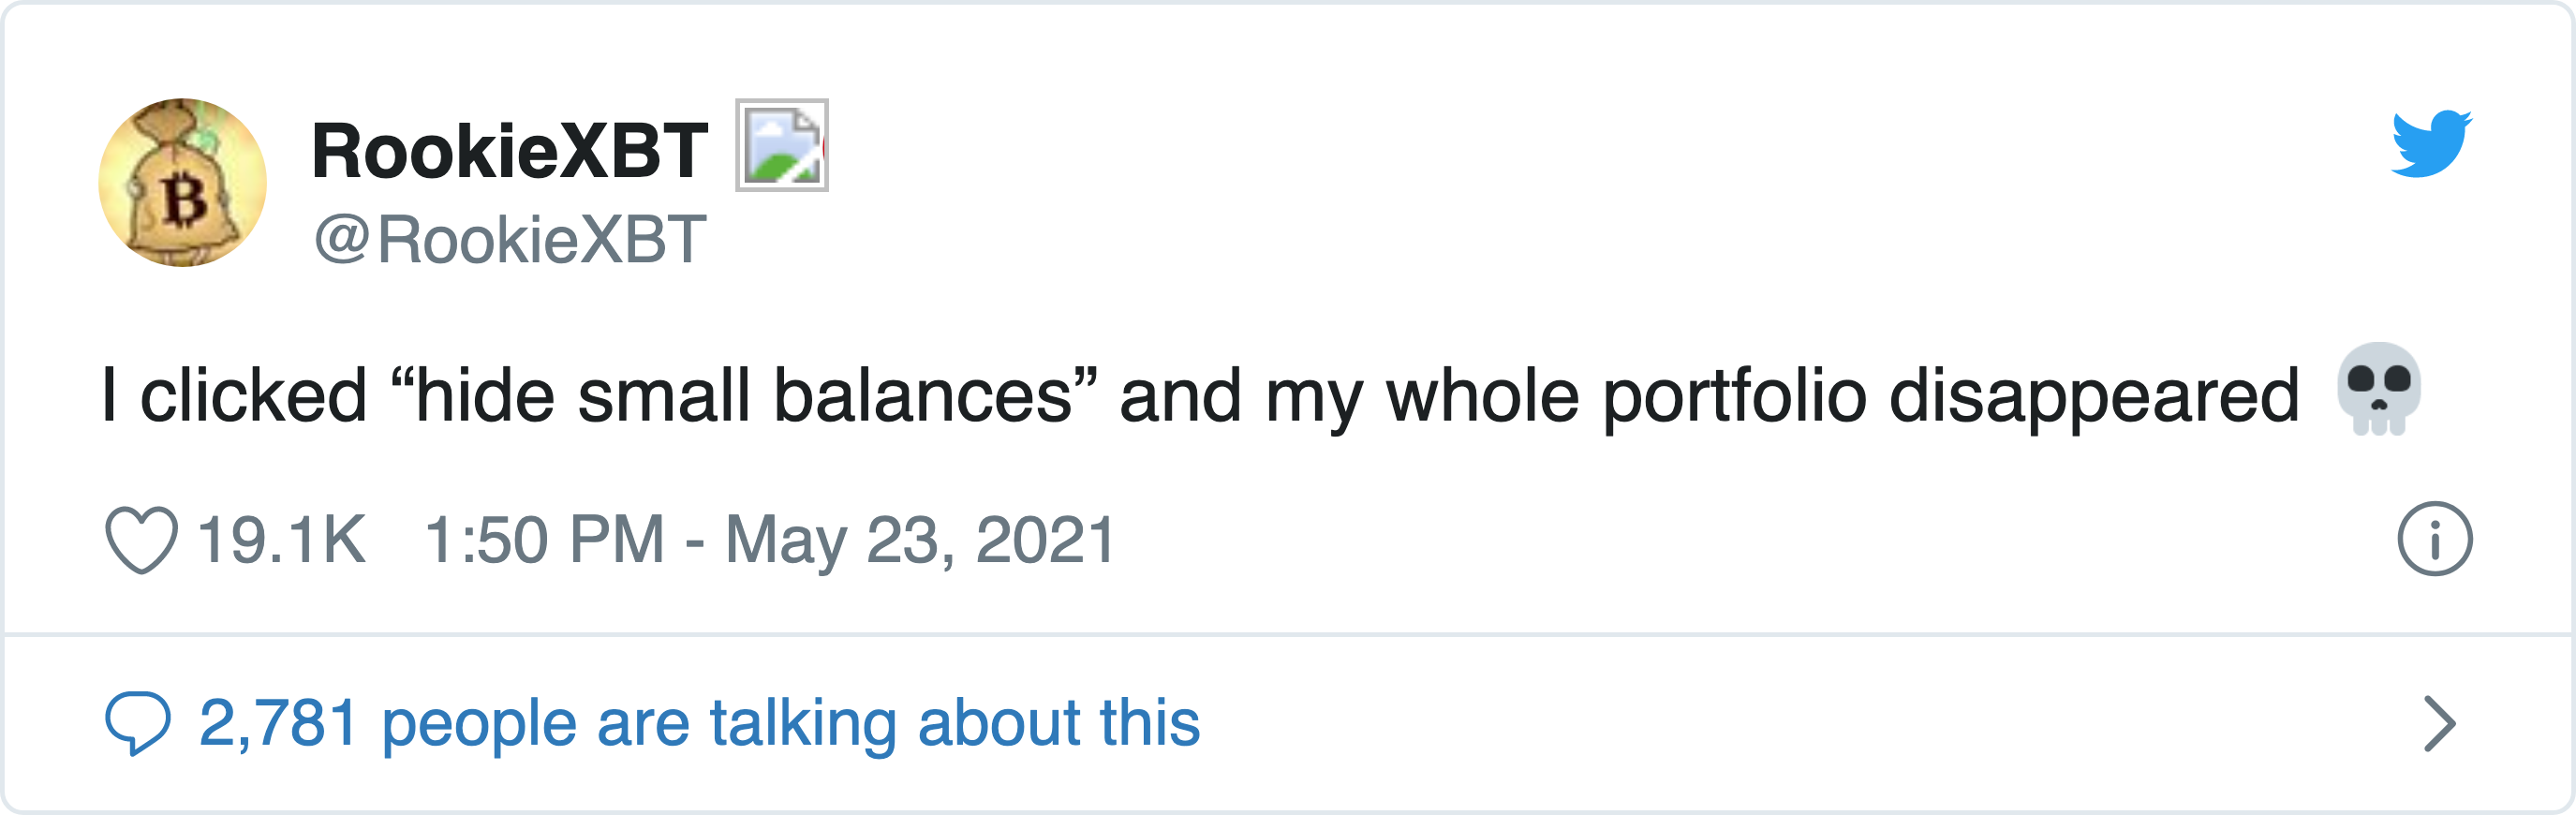 RookieXBT
@RookieXBT
I clicked “hide small balances” and my whole portfolio disappeared 💀
19.1K 1:50 PM - May 23, 2021
2,781 people are talking about this